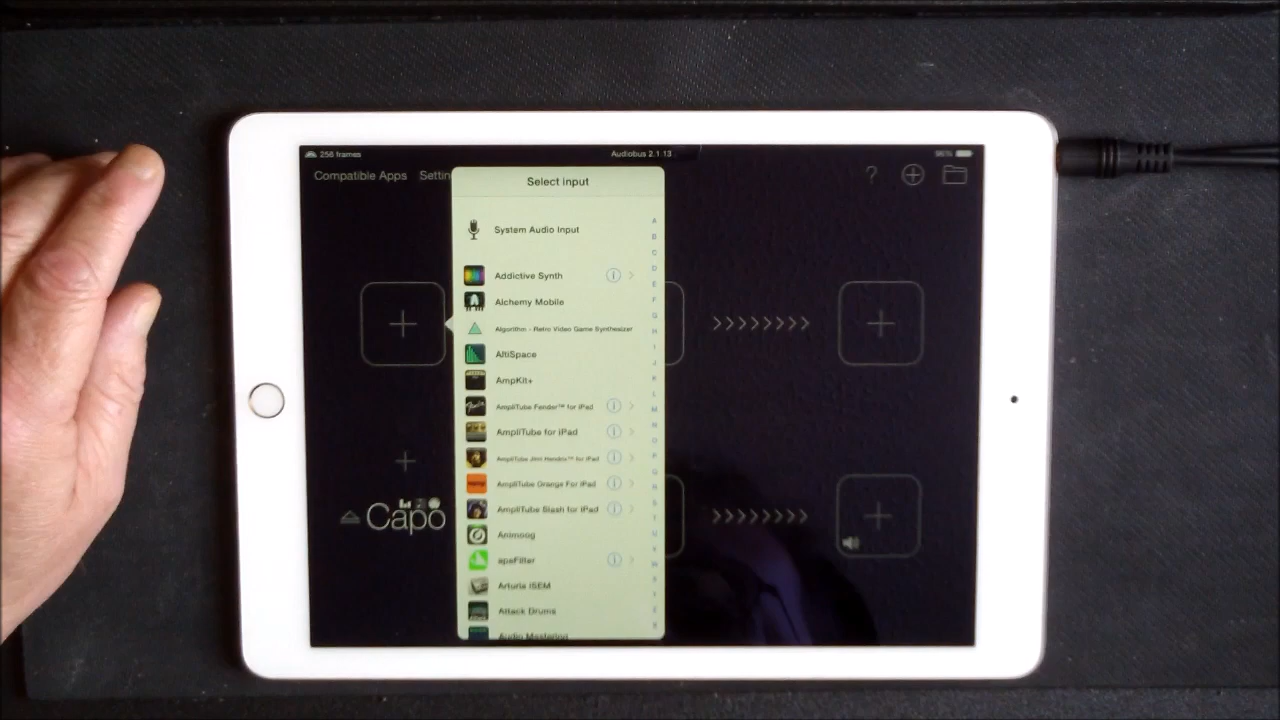 256 frames
Audiobus 2.1.13
96%
Compatible Apps
Settin
?
Select input
System Audio Input
Addictive Synth
Alchemy Mobile
Algorithm - Retro Video Game Synthesizer
AltiSpace
AmpKit+
AmpliTube Fender™ for iPad
AmpliTube for iPad
AmpliTube Jimi Hendrix™ for iPad
AmpliTube Orange For iPad
AmpliTube Slash for iPad
Animoog
apeFilter
Arturia iSEM
Attack Drums
Audio Mastering
A
B
C
D
E
F
G
H
I
J
K
L
M
N
O
P
Q
R
S
T
U
Capo